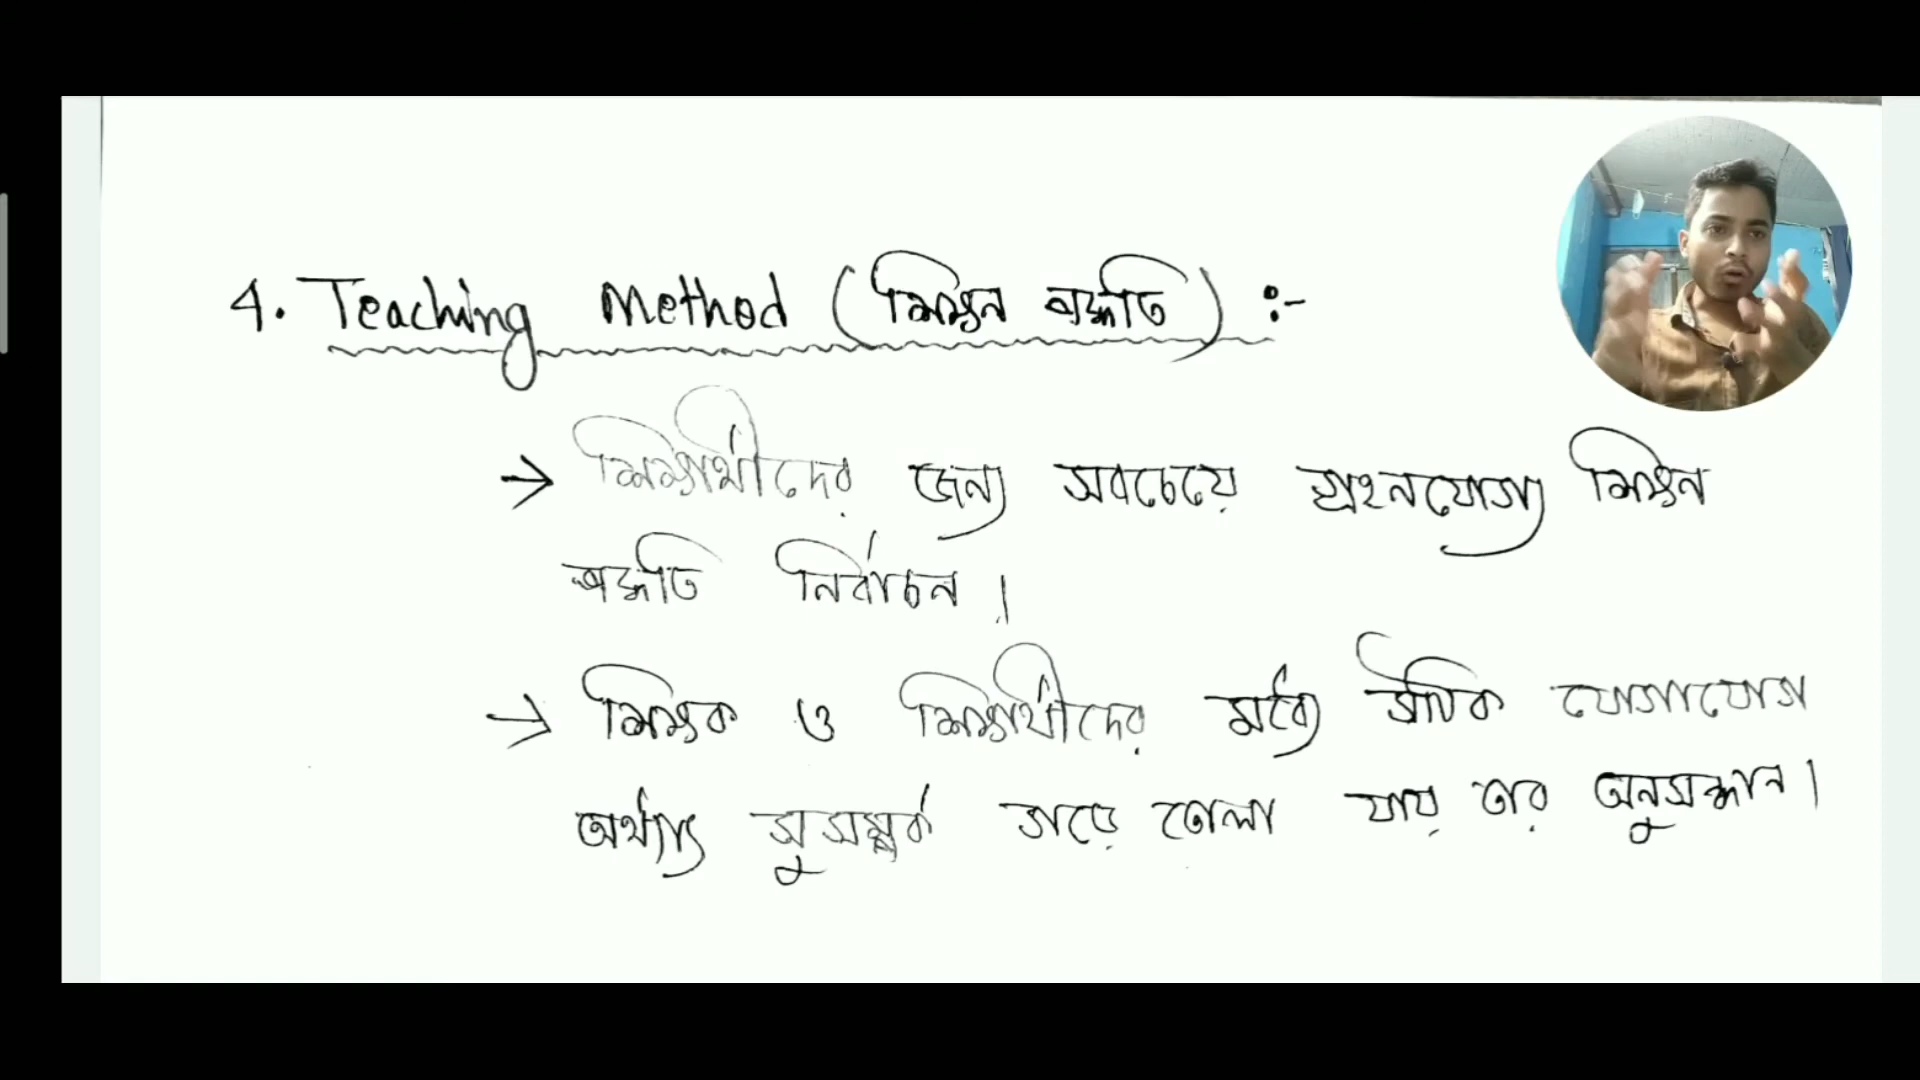 4. Teaching Method (শিক্ষন পদ্ধতি) :-
→ শিক্ষার্থীদের জন্য সবচেয়ে গ্রহনযোগ্য শিক্ষন
পদ্ধতি নির্বাচন ।
→ শিক্ষক ও শিক্ষার্থীদের মধ্যে সঠিক যোগাযোগ
অর্থ্যাৎ সুসম্পর্ক গড়ে তোলা যায় তার অনুসন্ধান ।